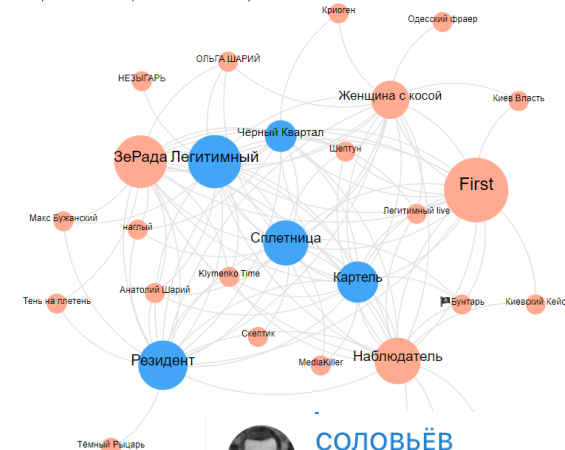 Криоген
Одесский фраер
ОЛЬГА ШАРИЙ
НЕЗЫГАРЬ
Женщина с косой
Киев Власть
Чёрный Квартал
Шептун
ЗеРада
Легитимный
First
Легитимный live
Макс Бужанский
наглый
Сплетница
Klymenko Time
Картель
Анатолий Шарий
Тень на плетень
Бунтарь
Киевский Кейс
Скептик
Резидент
MediaKiller
Наблюдатель
Тёмный Рыцарь
СОЛОВЬЁВ